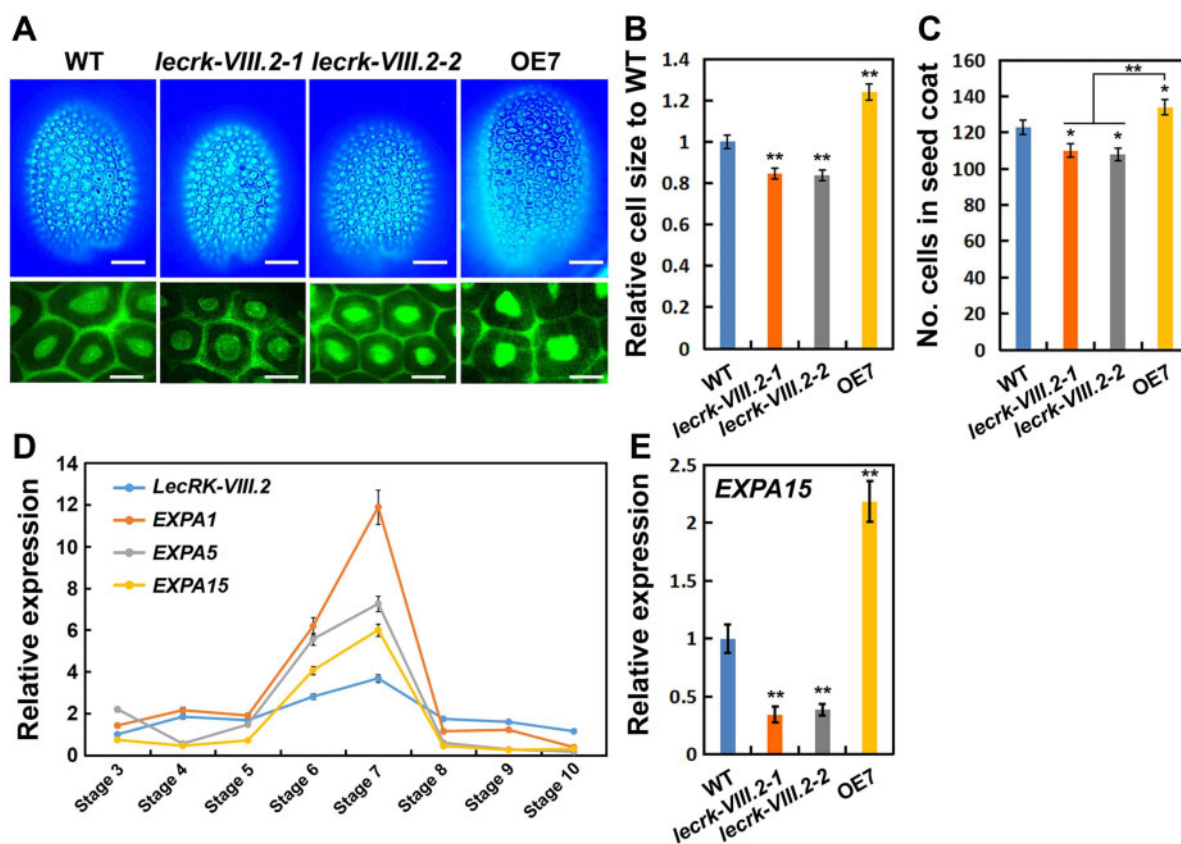 A
WT
lecrk-VIII.2-1
lecrk-VIII.2-2
OE7
B
Relative cell size to WT
1.4
1.2
1
0.8
0.6
0.4
0.2
0
**
**
**
WT
lecrk-VIII.2-1
lecrk-VIII.2-2
OE7
C
No. cells in seed coat
160
140
120
100
80
60
40
20
0
**
*
*
*
WT
lecrk-VIII.2-1
lecrk-VIII.2-2
OE7
D
Relative expression
14
12
10
8
6
4
2
0
LecRK-VIII.2
EXPA1
EXPA5
EXPA15
Stage 3
Stage 4
Stage 5
Stage 6
Stage 7
Stage 8
Stage 9
Stage 10
E
Relative expression
2.5
2
1.5
1
0.5
0
EXPA15
**
**
**
WT
lecrk-VIII.2-1
lecrk-VIII.2-2
OE7